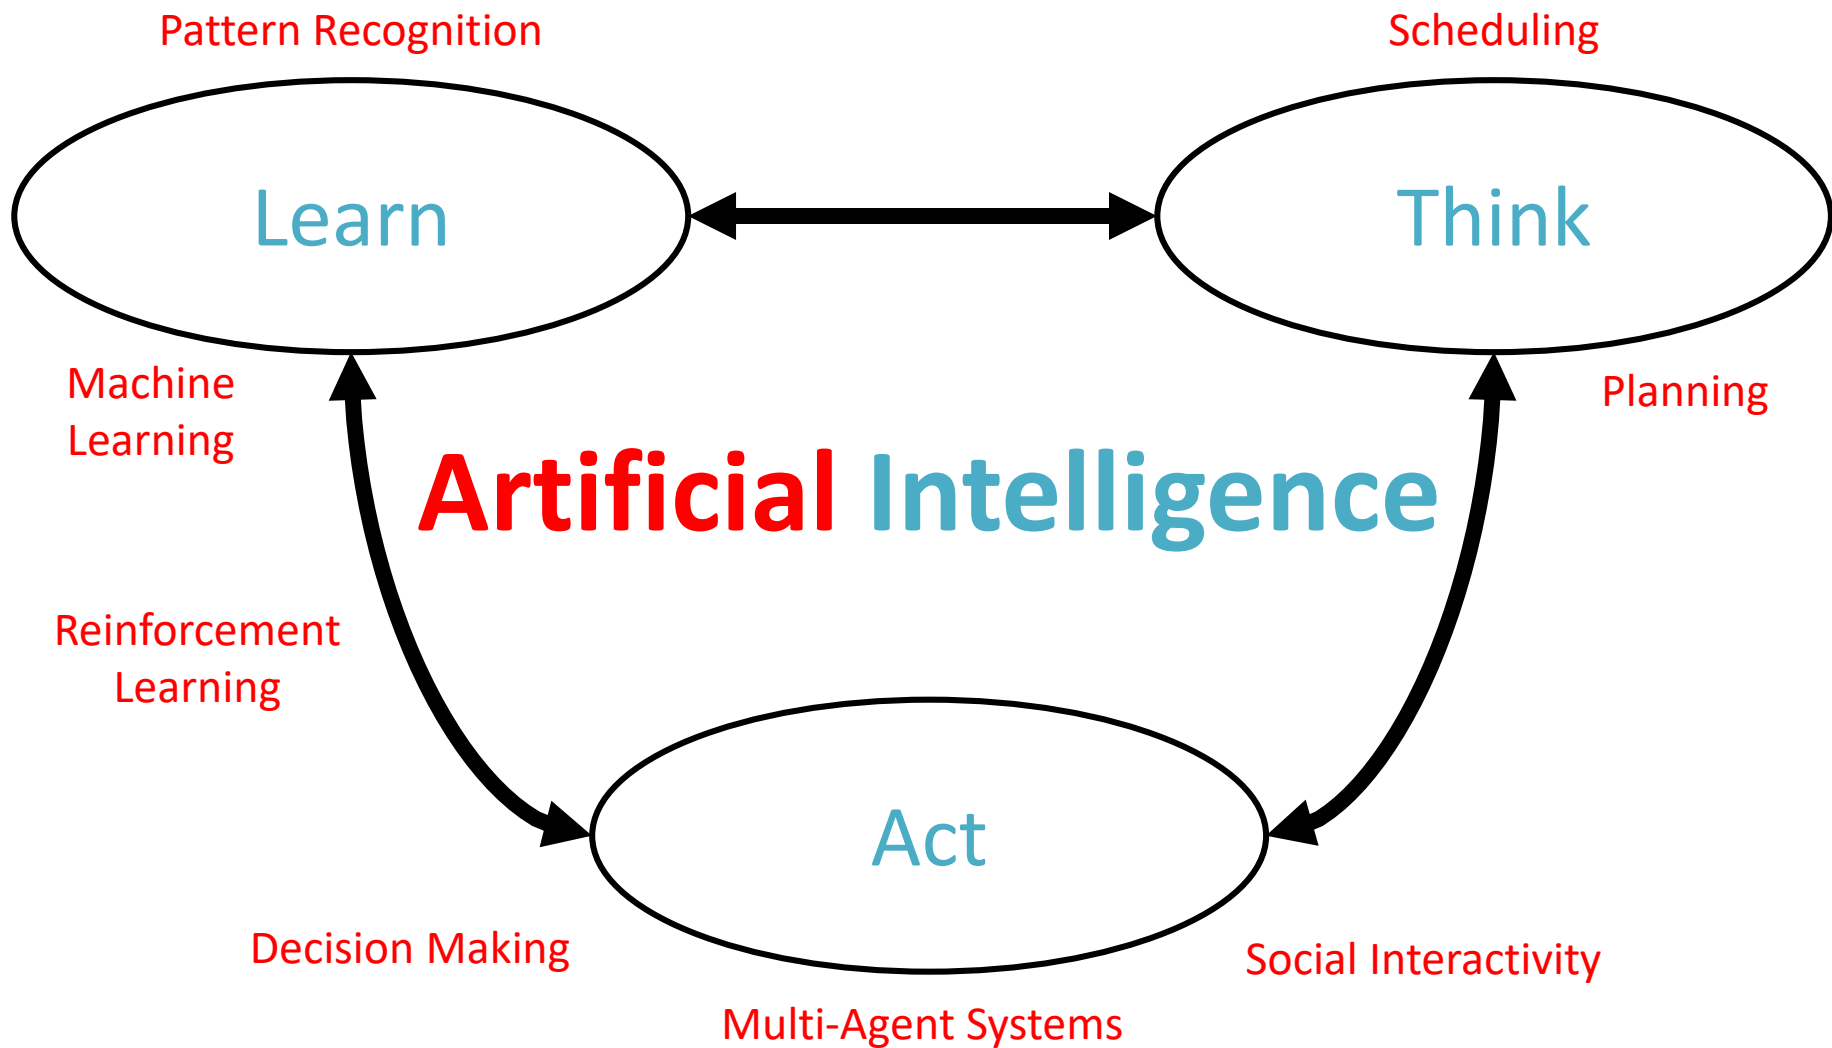 Pattern Recognition
Scheduling
Learn
Think
Machine
Learning
Planning
Artificial Intelligence
Reinforcement
Learning
Act
Decision Making
Social Interactivity
Multi-Agent Systems